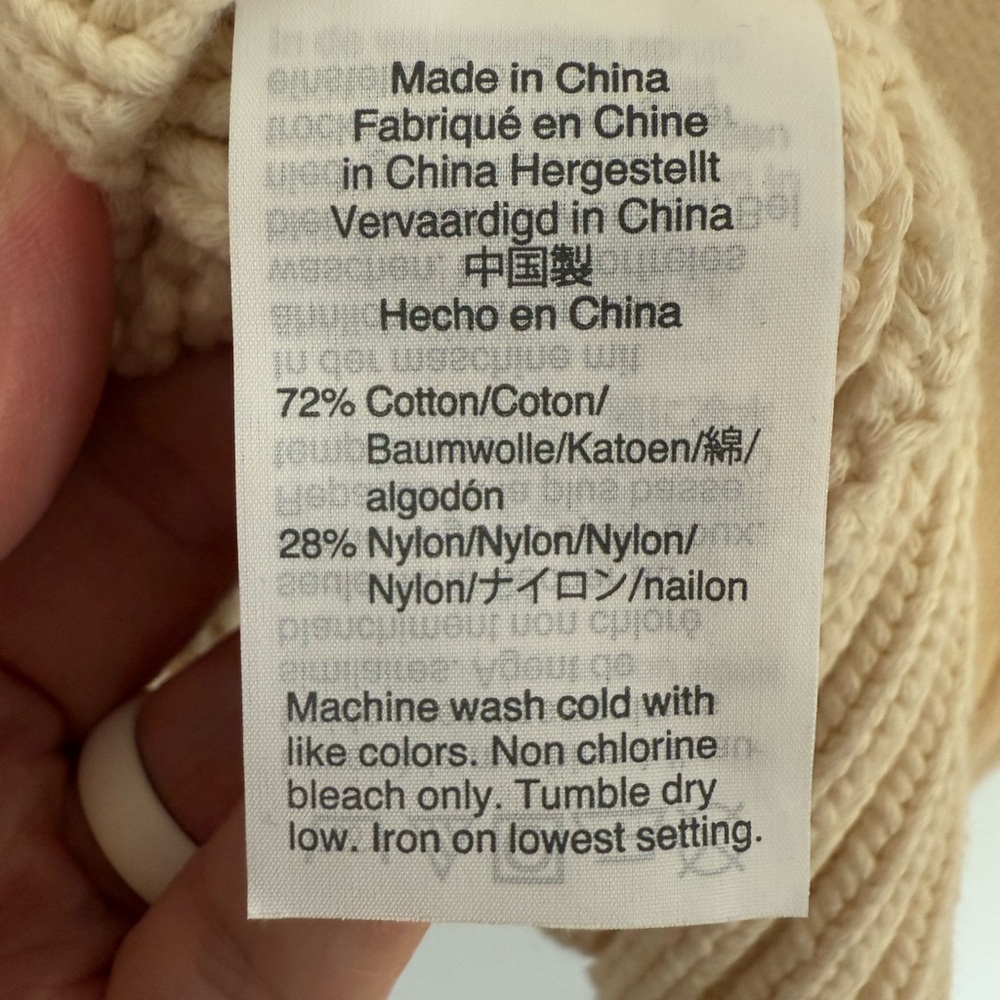 Made in China
Fabriqué en Chine
in China Hergestellt
Vervaardigd in China
中国製
Hecho en China
72% Cotton/Coton/
Baumwolle/Katoen/綿/
algodón
28% Nylon/Nylon/Nylon/
Nylon/ナイロン/nailon
Machine wash cold with
like colors. Non chlorine
bleach only. Tumble dry
low. Iron on lowest setting.